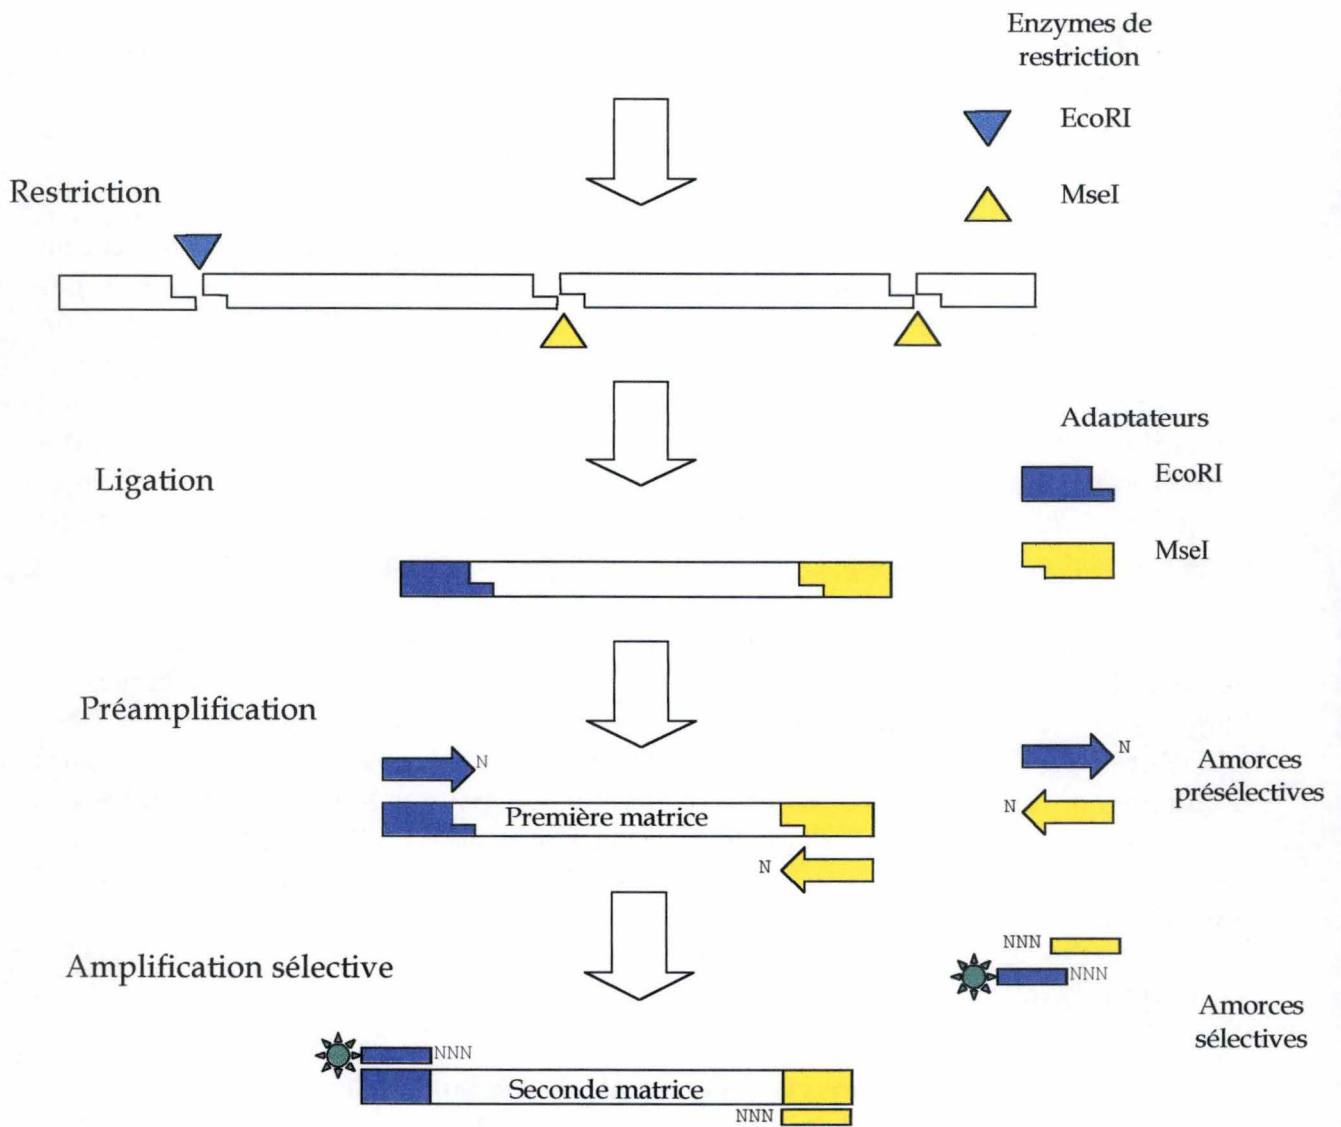 Enzymes de
restriction
EcoRI
MseI
Restriction
Adaptateurs
EcoRI
MseI
Ligation
Préamplification
N
Première matrice
N
N
N
Amorces
présélectives
Amplification sélective
NNN
NNN
Amorces
sélectives
NNN
Seconde matrice
NNN